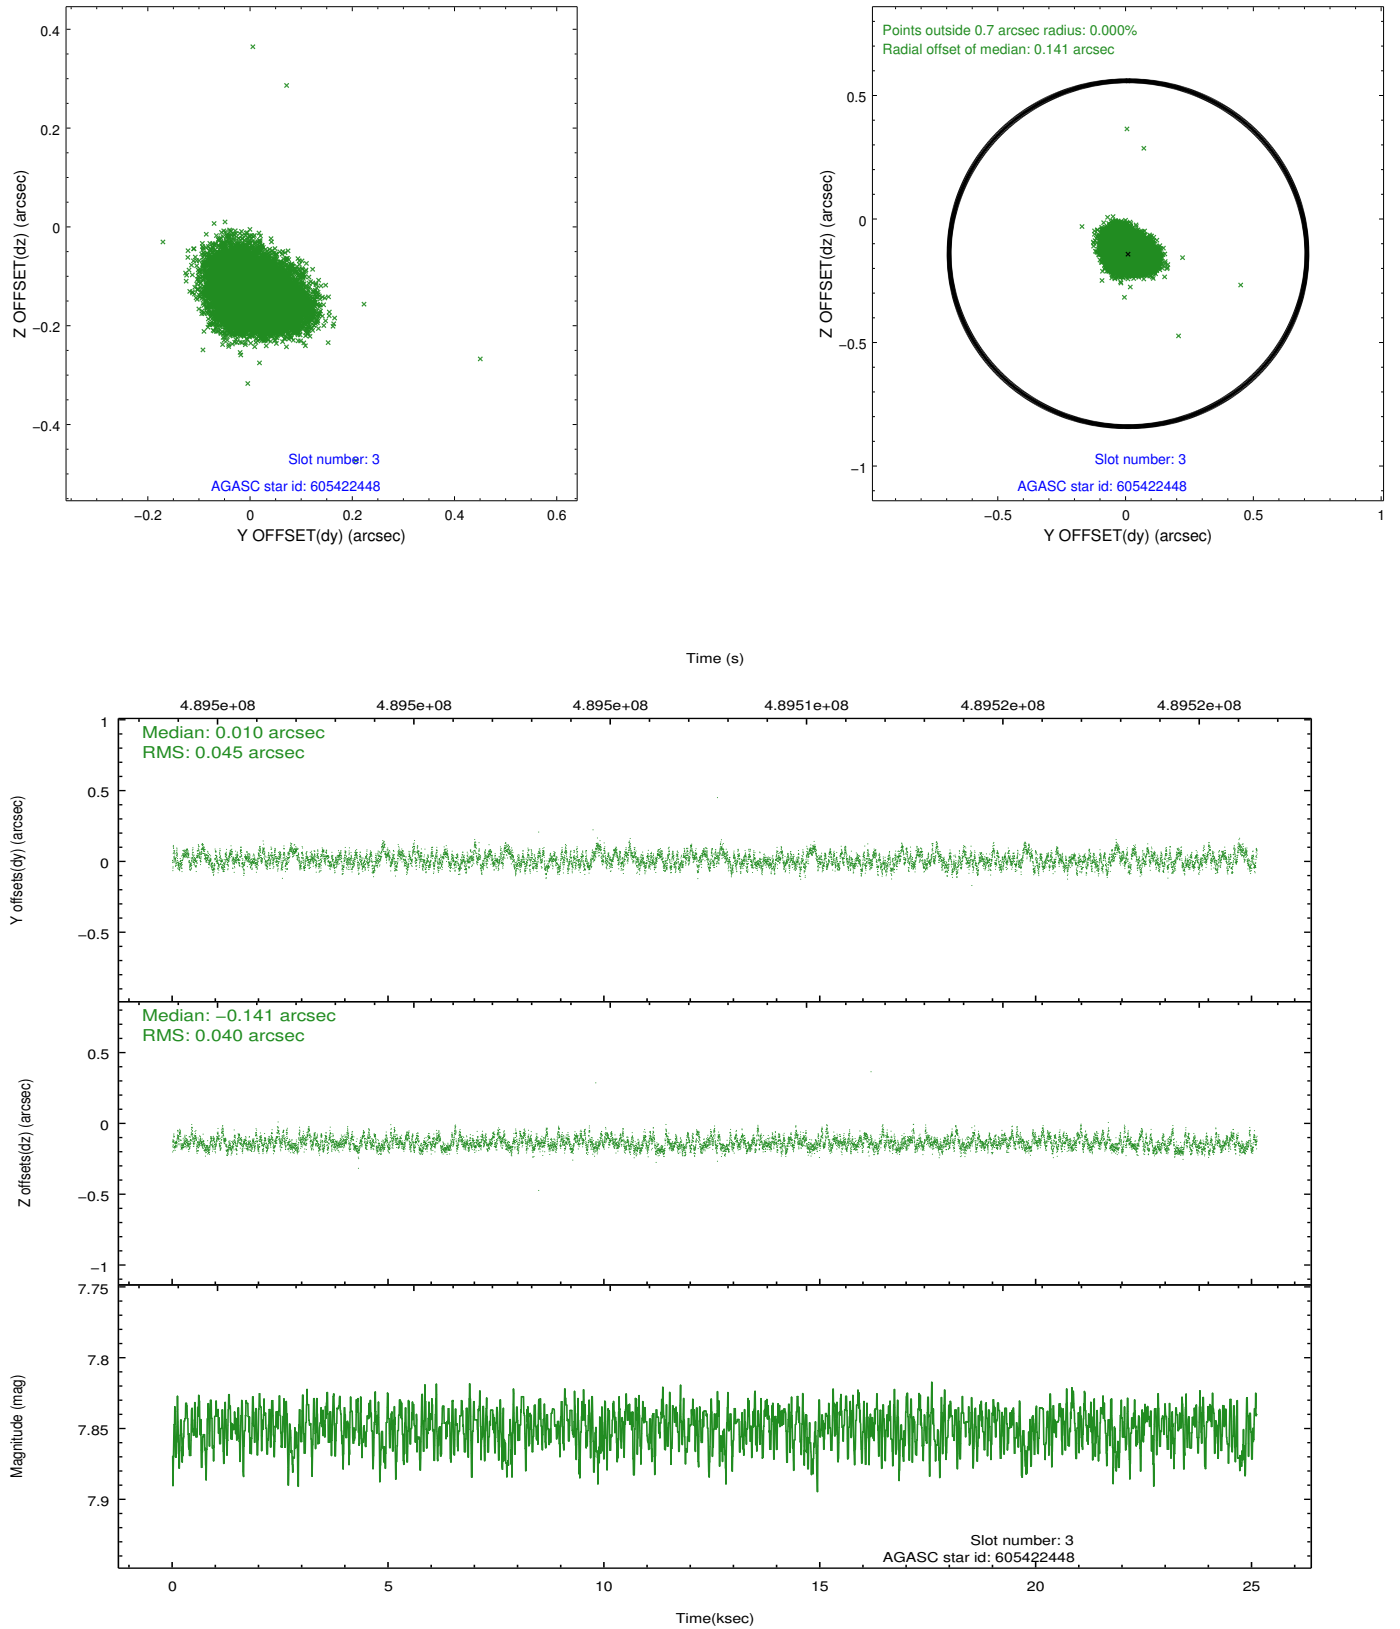 0.4
0.2
0
−0.2
−0.4
Z OFFSET(dz) (arcsec)
Slot number: 3
AGASC star id: 605422448
−0.2 0 0.2 0.4 0.6
Y OFFSET(dy) (arcsec)
Points outside 0.7 arcsec radius: 0.000%
Radial offset of median: 0.141 arcsec
0.5
0
−0.5
−1
Z OFFSET(dz) (arcsec)
Slot number: 3
AGASC star id: 605422448
−0.5 0 0.5 1
Y OFFSET(dy) (arcsec)
Time (s)
4.895e+08 4.895e+08 4.895e+08 4.8951e+08 4.8952e+08 4.8952e+08
1
0.5
0
−0.5
Y offsets(dy) (arcsec)
Median: 0.010 arcsec
RMS: 0.045 arcsec
0.5
0
−0.5
−1
Z offsets(dz) (arcsec)
Median: −0.141 arcsec
RMS: 0.040 arcsec
7.75
7.8
7.85
7.9
Magnitude (mag)
Slot number: 3
AGASC star id: 605422448
0 5 10 15 20 25
Time(ksec)